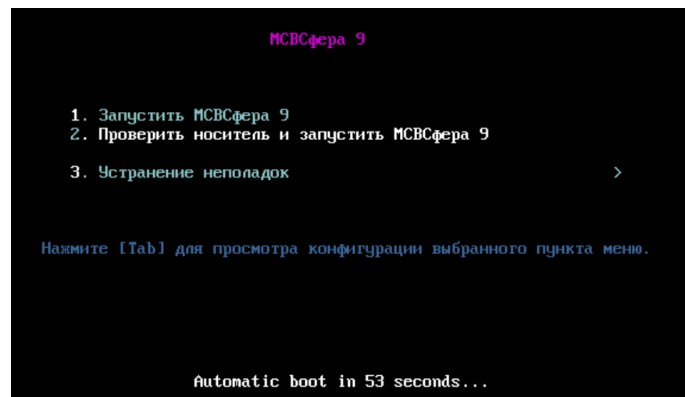 МСВСфера 9
1. Запустить МСВСфера 9
2. Проверить носитель и запустить МСВСфера 9
3. Устранение неполадок >
Нажмите [Tab] для просмотра конфигурации выбранного пункта меню.
Automatic boot in 53 seconds...